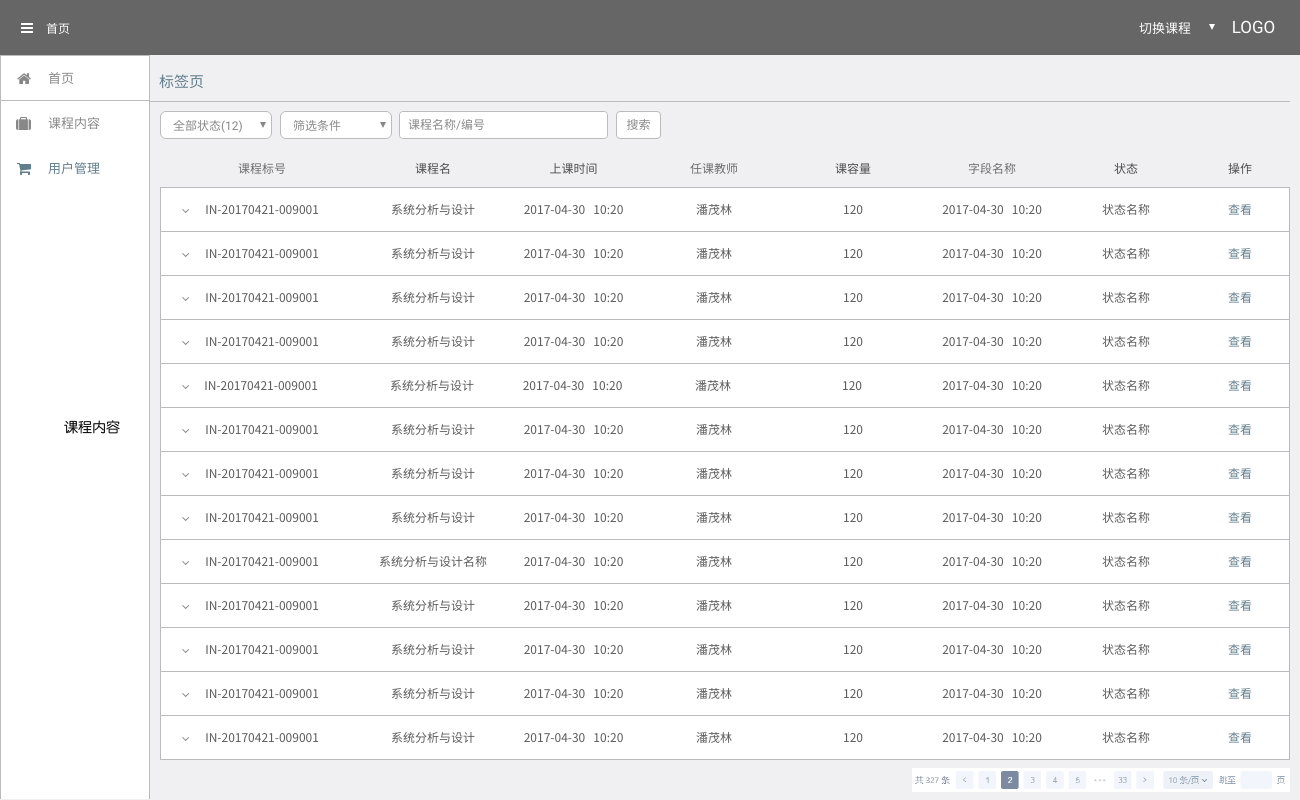 首页 切换课程 ▼ LOGO
首页
课程内容
用户管理
课程内容
标签页
全部状态(12) ▼ 筛选条件 ▼ 课程名称/编号 搜索
课程标号 课程名 上课时间 任课教师 课容量 字段名称 状态 操作
IN-20170421-009001 系统分析与设计 2017-04-30 10:20 潘茂林 120 2017-04-30 10:20 状态名称 查看
IN-20170421-009001 系统分析与设计 2017-04-30 10:20 潘茂林 120 2017-04-30 10:20 状态名称 查看
IN-20170421-009001 系统分析与设计 2017-04-30 10:20 潘茂林 120 2017-04-30 10:20 状态名称 查看
IN-20170421-009001 系统分析与设计 2017-04-30 10:20 潘茂林 120 2017-04-30 10:20 状态名称 查看
IN-20170421-009001 系统分析与设计 2017-04-30 10:20 潘茂林 120 2017-04-30 10:20 状态名称 查看
IN-20170421-009001 系统分析与设计 2017-04-30 10:20 潘茂林 120 2017-04-30 10:20 状态名称 查看
IN-20170421-009001 系统分析与设计 2017-04-30 10:20 潘茂林 120 2017-04-30 10:20 状态名称 查看
IN-20170421-009001 系统分析与设计 2017-04-30 10:20 潘茂林 120 2017-04-30 10:20 状态名称 查看
IN-20170421-009001 系统分析与设计名称 2017-04-30 10:20 潘茂林 120 2017-04-30 10:20 状态名称 查看
IN-20170421-009001 系统分析与设计 2017-04-30 10:20 潘茂林 120 2017-04-30 10:20 状态名称 查看
IN-20170421-009001 系统分析与设计 2017-04-30 10:20 潘茂林 120 2017-04-30 10:20 状态名称 查看
IN-20170421-009001 系统分析与设计 2017-04-30 10:20 潘茂林 120 2017-04-30 10:20 状态名称 查看
IN-20170421-009001 系统分析与设计 2017-04-30 10:20 潘茂林 120 2017-04-30 10:20 状态名称 查看
共 327 条 1 2 3 4 5 ··· 33 10 条/页 跳至 页